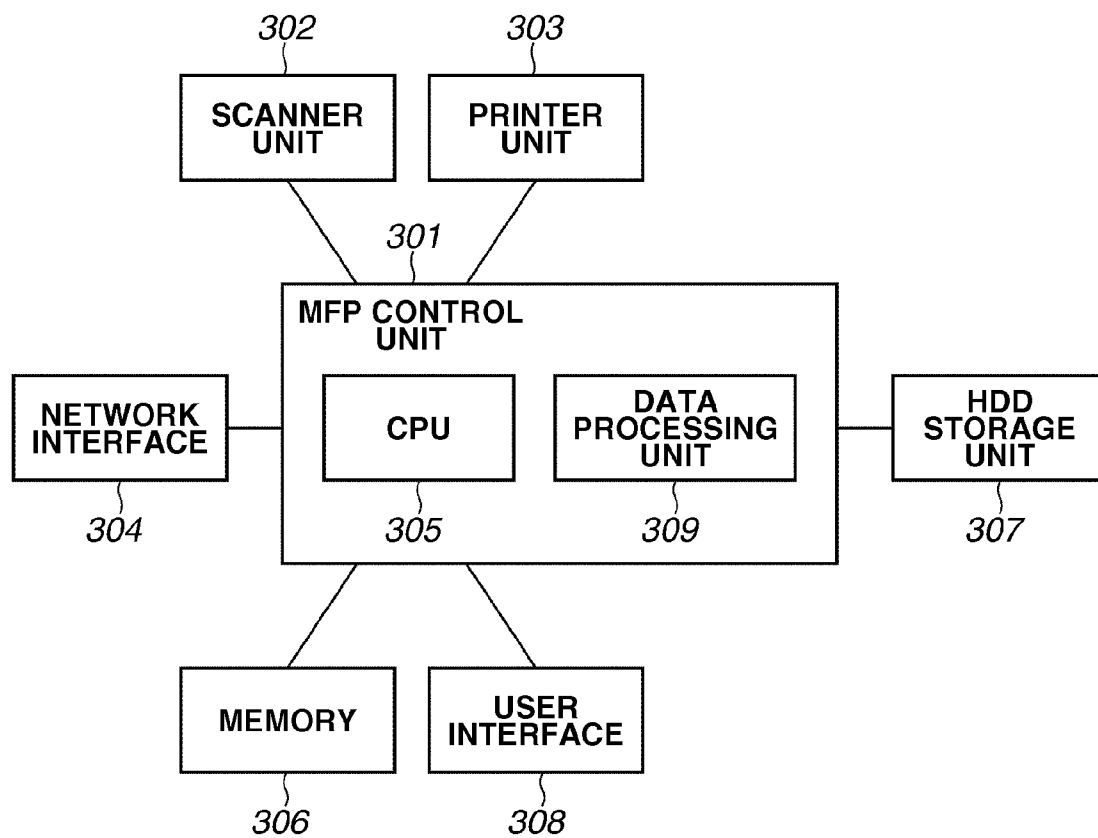 302
303
SCANNER
UNIT
PRINTER
UNIT
301
MFP CONTROL
UNIT
NETWORK
INTERFACE
CPU
DATA
PROCESSING
UNIT
HDD
STORAGE
UNIT
304
305
309
307
MEMORY
USER
INTERFACE
306
308